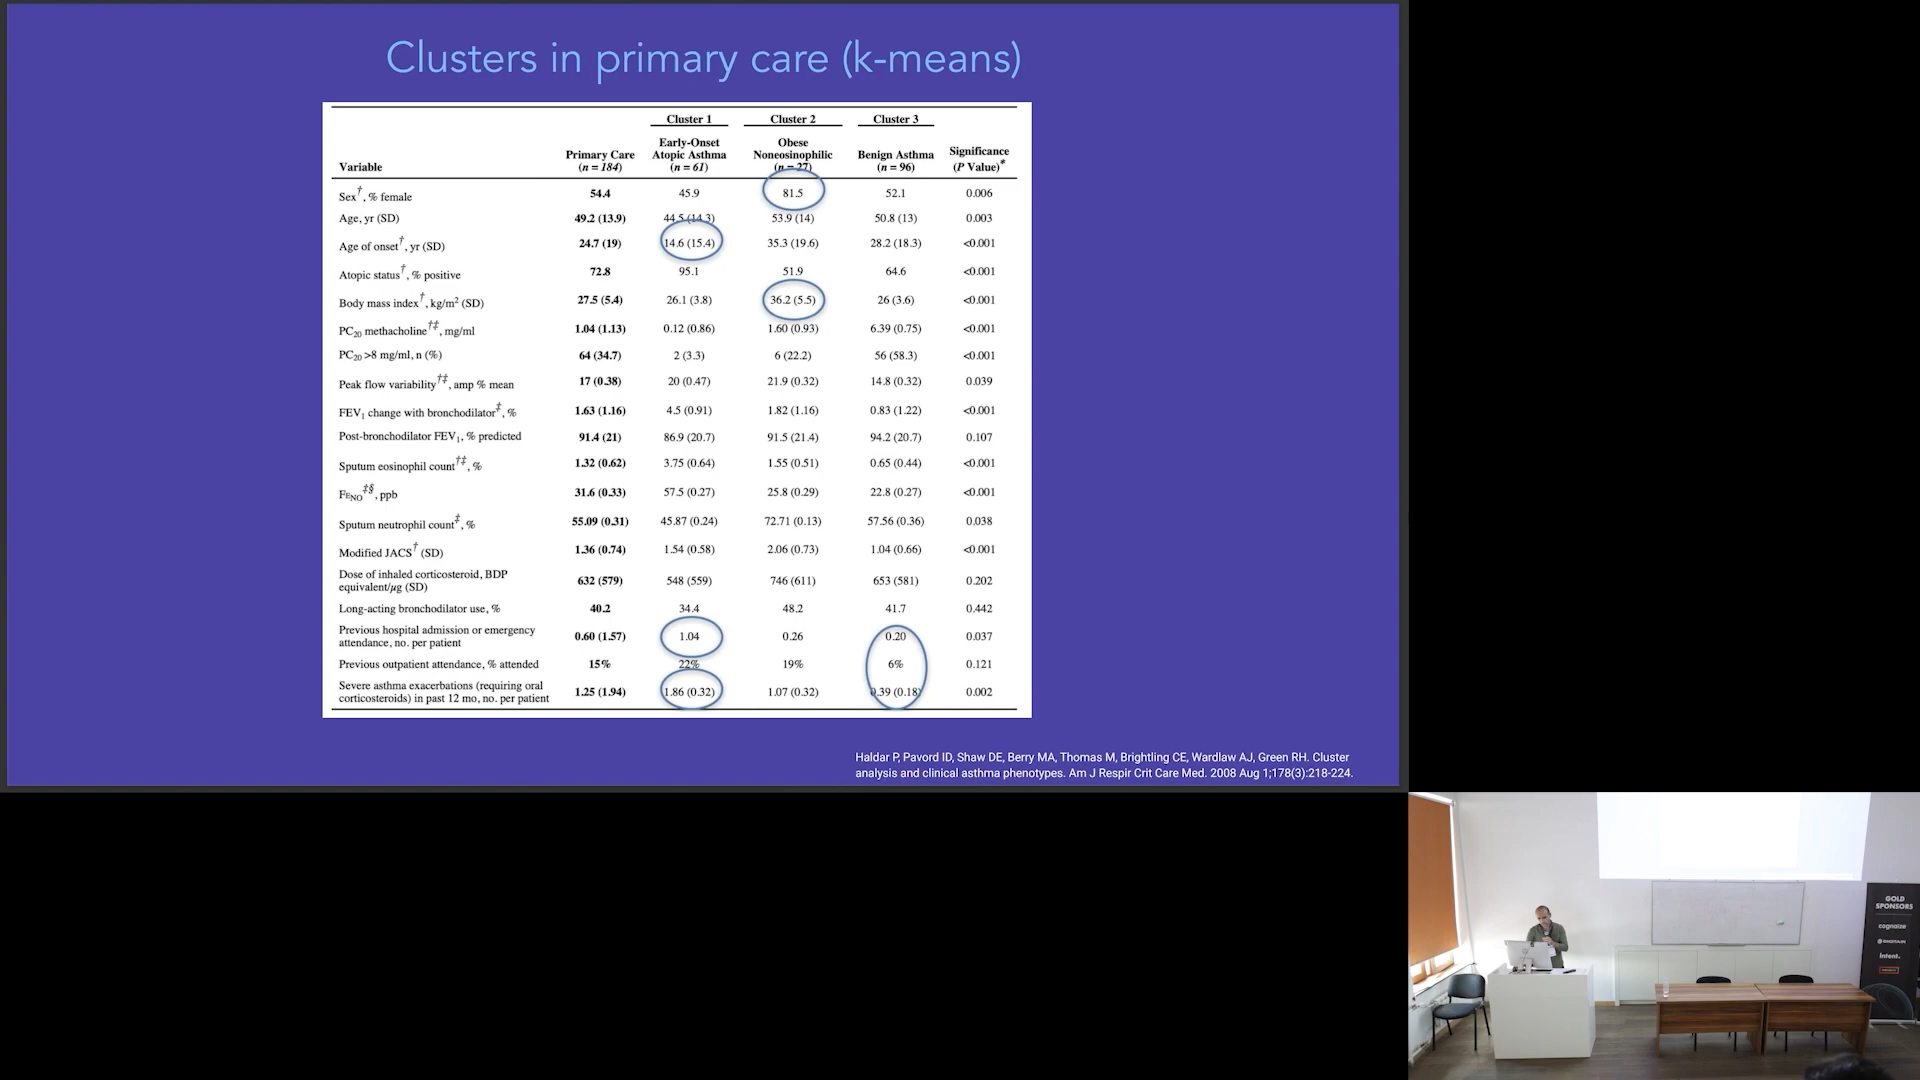 Clusters in primary care (k-means)
Cluster 1 Cluster 2 Cluster 3
Variable Primary Care (n = 184) Early-Onset Atopic Asthma (n = 61) Obese Noneosinophilic (n = 27) Benign Asthma (n = 96) Significance (P Value)*
Sex†, % female 54.4 45.9 81.5 52.1 0.006
Age, yr (SD) 49.2 (13.9) 44.5 (14.3) 53.9 (14) 50.8 (13) 0.003
Age of onset†, yr (SD) 24.7 (19) 14.6 (15.4) 35.3 (19.6) 28.2 (18.3) <0.001
Atopic status†, % positive 72.8 95.1 51.9 64.6 <0.001
Body mass index†, kg/m² (SD) 27.5 (5.4) 26.1 (3.8) 36.2 (5.5) 26 (3.6) <0.001
PC₂₀ methacholine†‡, mg/ml 1.04 (1.13) 0.12 (0.86) 1.60 (0.93) 6.39 (0.75) <0.001
PC₂₀ >8 mg/ml, n (%) 64 (34.7) 2 (3.3) 6 (22.2) 56 (58.3) <0.001
Peak flow variability†‡, amp % mean 17 (0.38) 20 (0.47) 21.9 (0.32) 14.8 (0.32) 0.039
FEV₁ change with bronchodilator‡, % 1.63 (1.16) 4.5 (0.91) 1.82 (1.16) 0.83 (1.22) <0.001
Post-bronchodilator FEV₁, % predicted 91.4 (21) 86.9 (20.7) 91.5 (21.4) 94.2 (20.7) 0.107
Sputum eosinophil count†‡, % 1.32 (0.62) 3.75 (0.64) 1.55 (0.51) 0.65 (0.44) <0.001
FENO‡§, ppb 31.6 (0.33) 57.5 (0.27) 25.8 (0.29) 22.8 (0.27) <0.001
Sputum neutrophil count‡, % 55.09 (0.31) 45.87 (0.24) 72.71 (0.13) 57.56 (0.36) 0.038
Modified JACS† (SD) 1.36 (0.74) 1.54 (0.58) 2.06 (0.73) 1.04 (0.66) <0.001
Dose of inhaled corticosteroid, BDP
equivalent/μg (SD) 632 (579) 548 (559) 746 (611) 653 (581) 0.202
Long-acting bronchodilator use, % 40.2 34.4 48.2 41.7 0.442
Previous hospital admission or emergency
attendance, no. per patient 0.60 (1.57) 1.04 0.26 0.20 0.037
Previous outpatient attendance, % attended 15% 22% 19% 6% 0.121
Severe asthma exacerbations (requiring oral
corticosteroids) in past 12 mo, no. per patient 1.25 (1.94) 1.86 (0.32) 1.07 (0.32) 0.39 (0.18) 0.002
Haldar P, Pavord ID, Shaw DE, Berry MA, Thomas M, Brightling CE, Wardlaw AJ, Green RH. Cluster
analysis and clinical asthma phenotypes. Am J Respir Crit Care Med. 2008 Aug 1;178(3):218-224.
GOLD
SPONSORS
cognaize
DIGITAIN
intent.